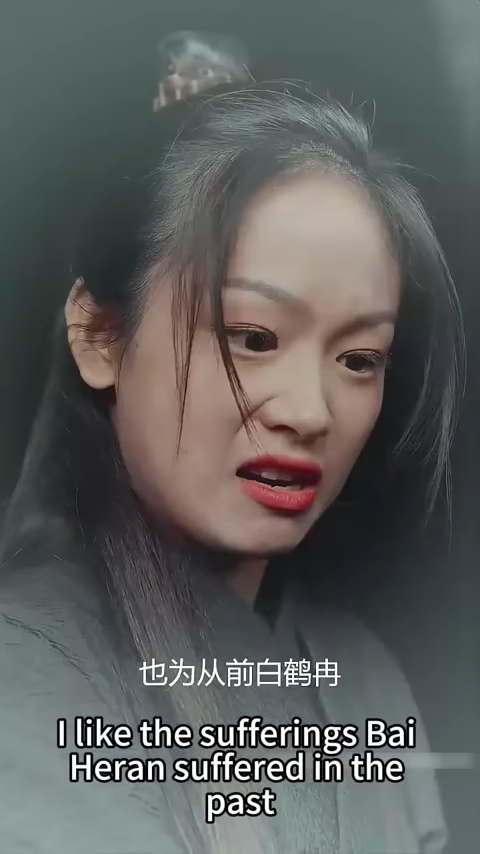 也为从前白鹤冉
I like the sufferings Bai
Heran suffered in the
past